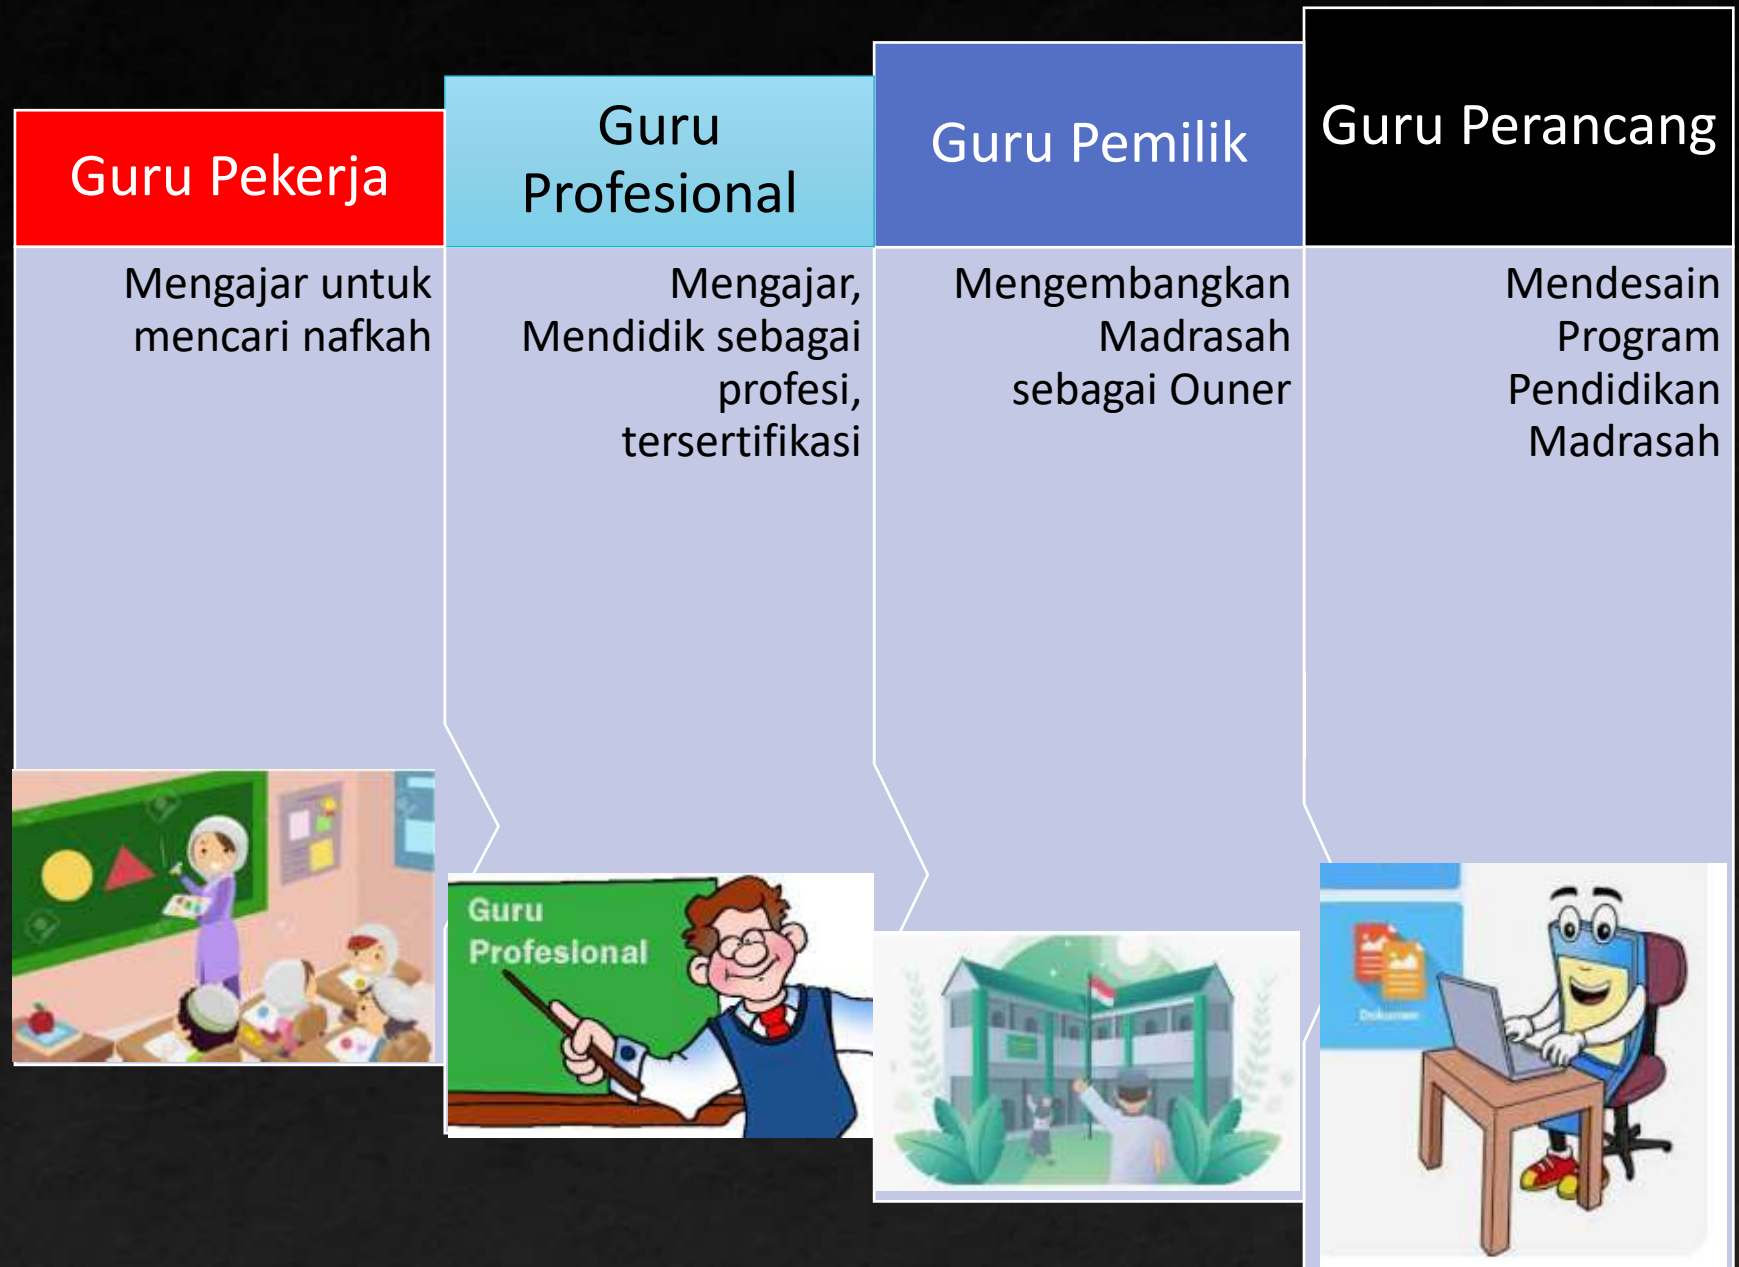 Guru Pekerja
Mengajar untuk
mencari nafkah
Guru
Profesional
Mengajar,
Mendidik sebagai
profesi,
tersertifikasi
Guru
Profesional
Guru Pemilik
Mengembangkan
Madrasah
sebagai Ouner
Guru Perancang
Mendesain
Program
Pendidikan
Madrasah
Dokumen